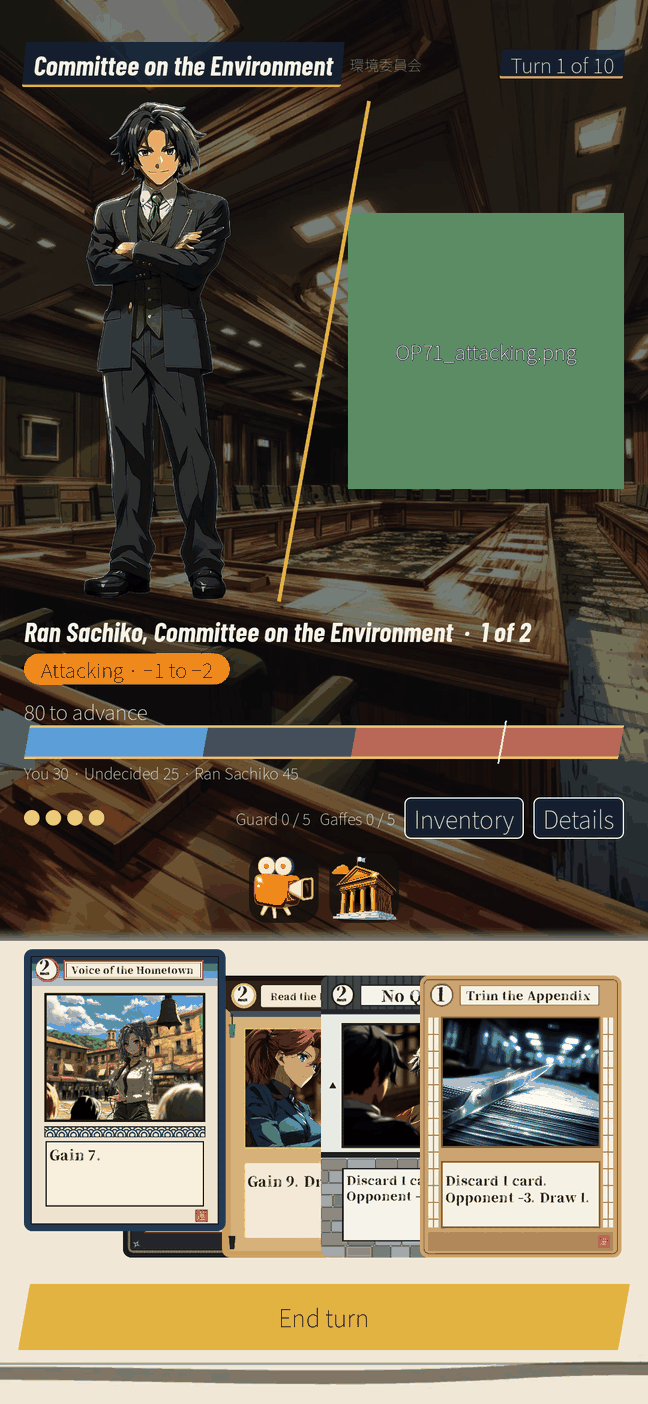 Committee on the Environment
環境委員会
Turn 1 of 10
OP71_attacking.png
Ran Sachiko, Committee on the Environment · 1 of 2
Attacking · −1 to −2
80 to advance
You 30 · Undecided 25 · Ran Sachiko 45
Guard 0 / 5 Gaffes 0 / 5
Inventory
Details
2
Voice of the Hometown
Gain 7.
2
Read the
Gain 9.
2
No
Discard 1
Opponent
1
Trim the Appendix
Discard 1 card.
Opponent -3. Draw 1.
End turn